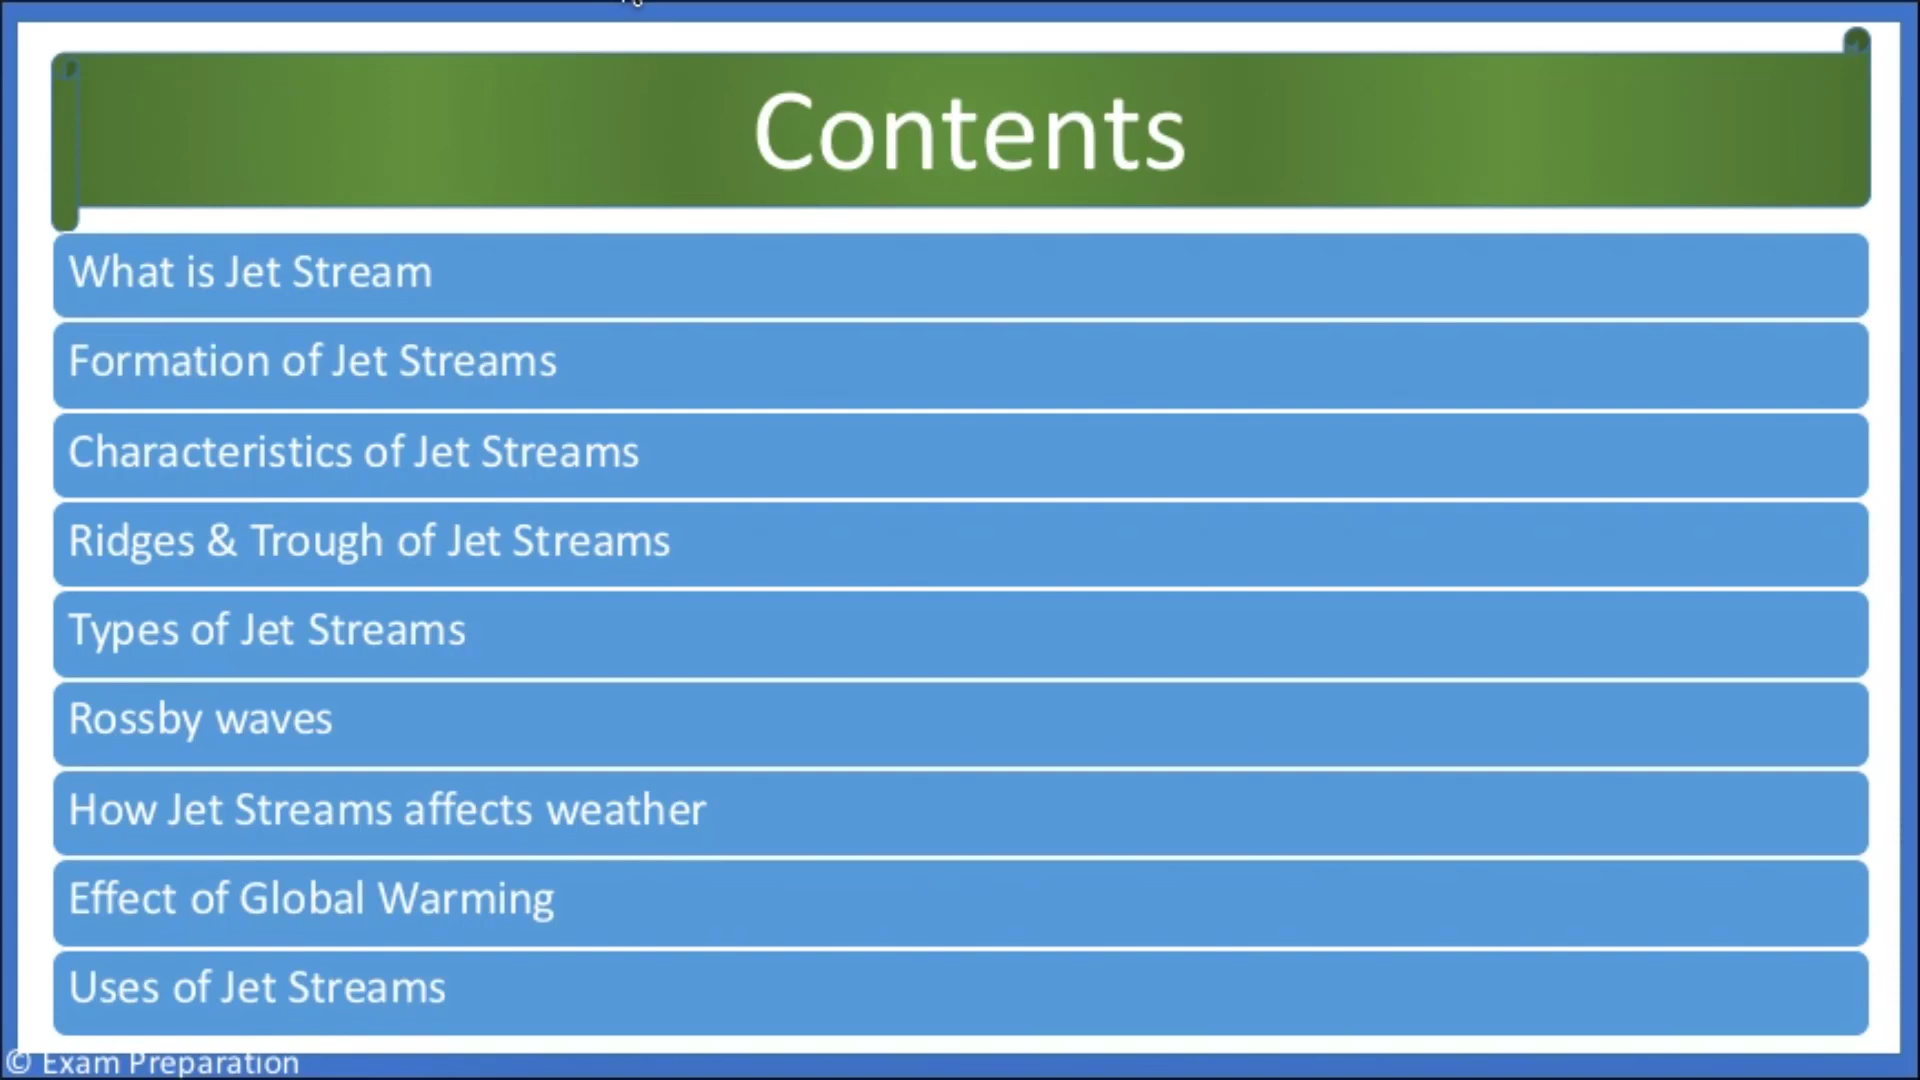 Contents
What is Jet Stream
Formation of Jet Streams
Characteristics of Jet Streams
Ridges & Trough of Jet Streams
Types of Jet Streams
Rossby waves
How Jet Streams affects weather
Effect of Global Warming
Uses of Jet Streams
© Exam Preparation